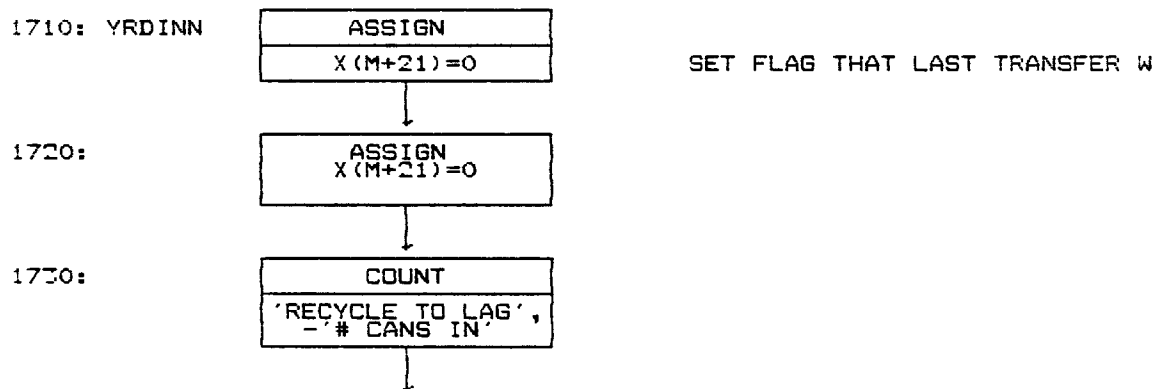 1710: YRDINN ASSIGN
X(M+21)=0 SET FLAG THAT LAST TRANSFER W
1720: ASSIGN
X(M+21)=0
1730: COUNT
'RECYCLE TO LAG',
-'# CANS IN'